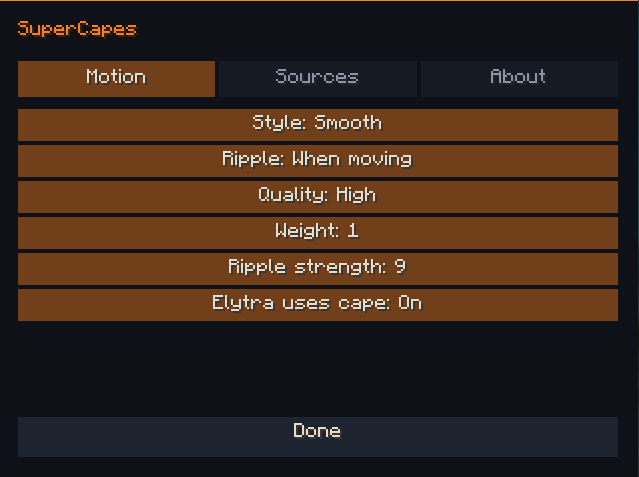 SuperCapes
Motion Sources About
Style: Smooth
Ripple: When moving
Quality: High
Weight: 1
Ripple strength: 9
Elytra uses cape: On
Done